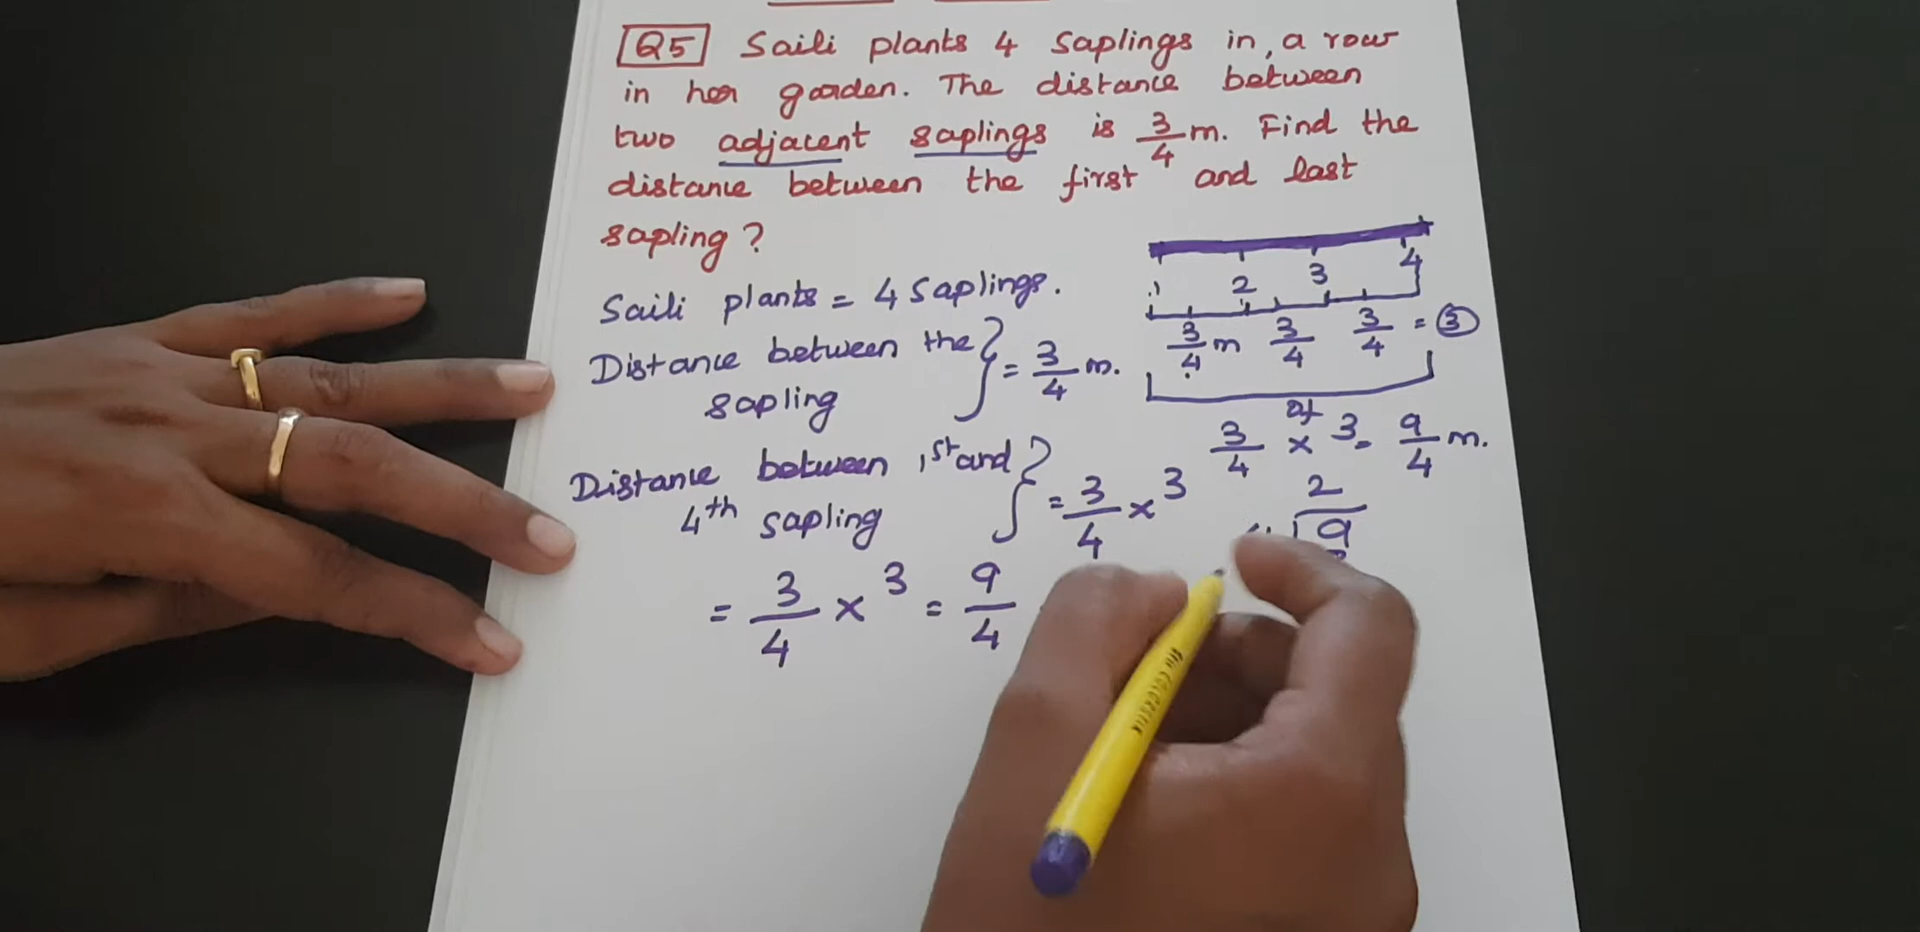 Q5 Saili plants 4 saplings in a row
in her garden. The distance between
two adjacent saplings is 3/4 m. Find the
distance between the first and last
sapling?
1 2 3 4
3/4 m 3/4 3/4 = 3
Saili plants = 4 saplings.
Distance between the
sapling } = 3/4 m.
3/4 × 3 = 9/4 m.
Distance between 1st and
4th sapling } = 3/4 × 3
2
9
= 3/4 × 3 = 9/4